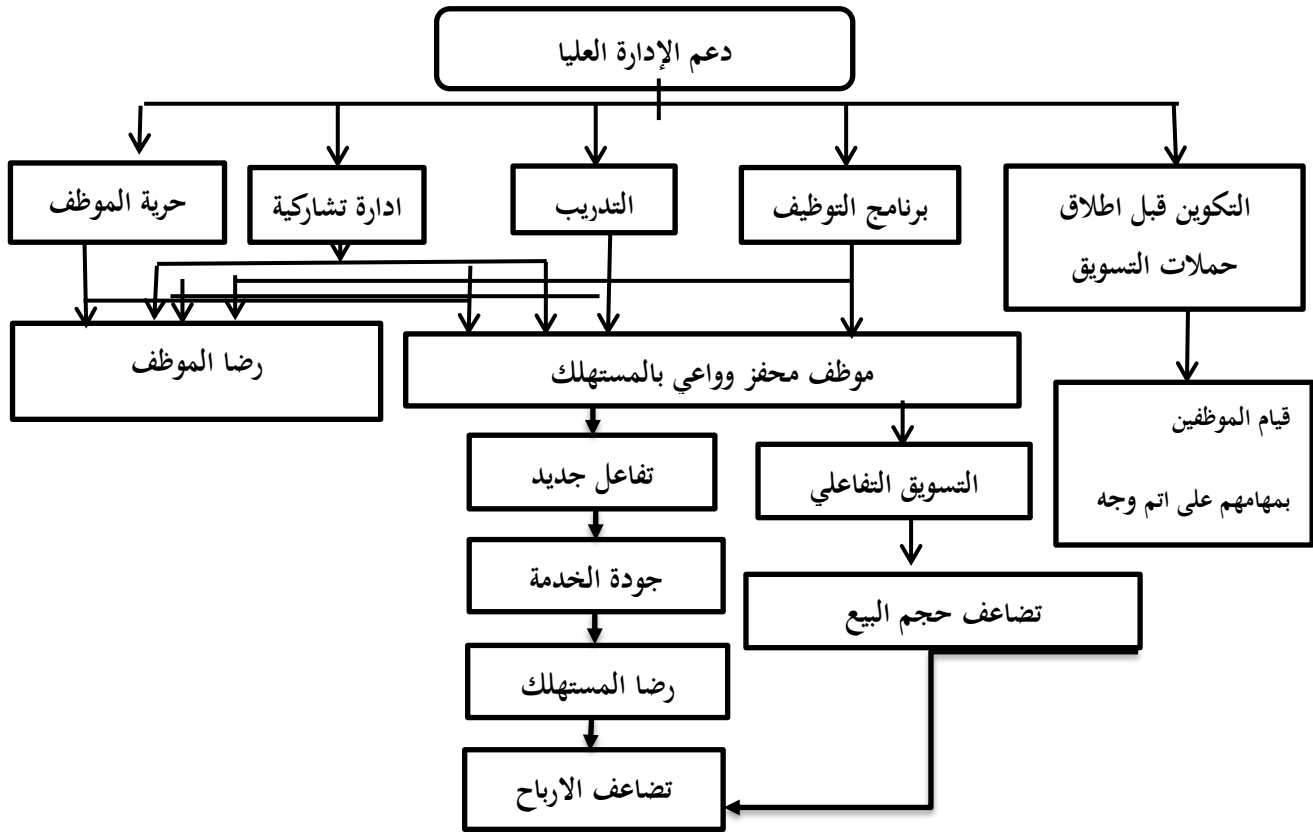 دعم الإدارة العليا
التكوين قبل اطلاق
حملات التسويق
برنامج التوظيف
التدريب
ادارة تشاركية
حرية الموظف
رضا الموظف
موظف محفز وواعي بالمستهلك
قيام الموظفين
بمهامهم على اتم وجه
التسويق التفاعلي
تفاعل جديد
جودة الخدمة
تضاعف حجم البيع
رضا المستهلك
تضاعف الارباح